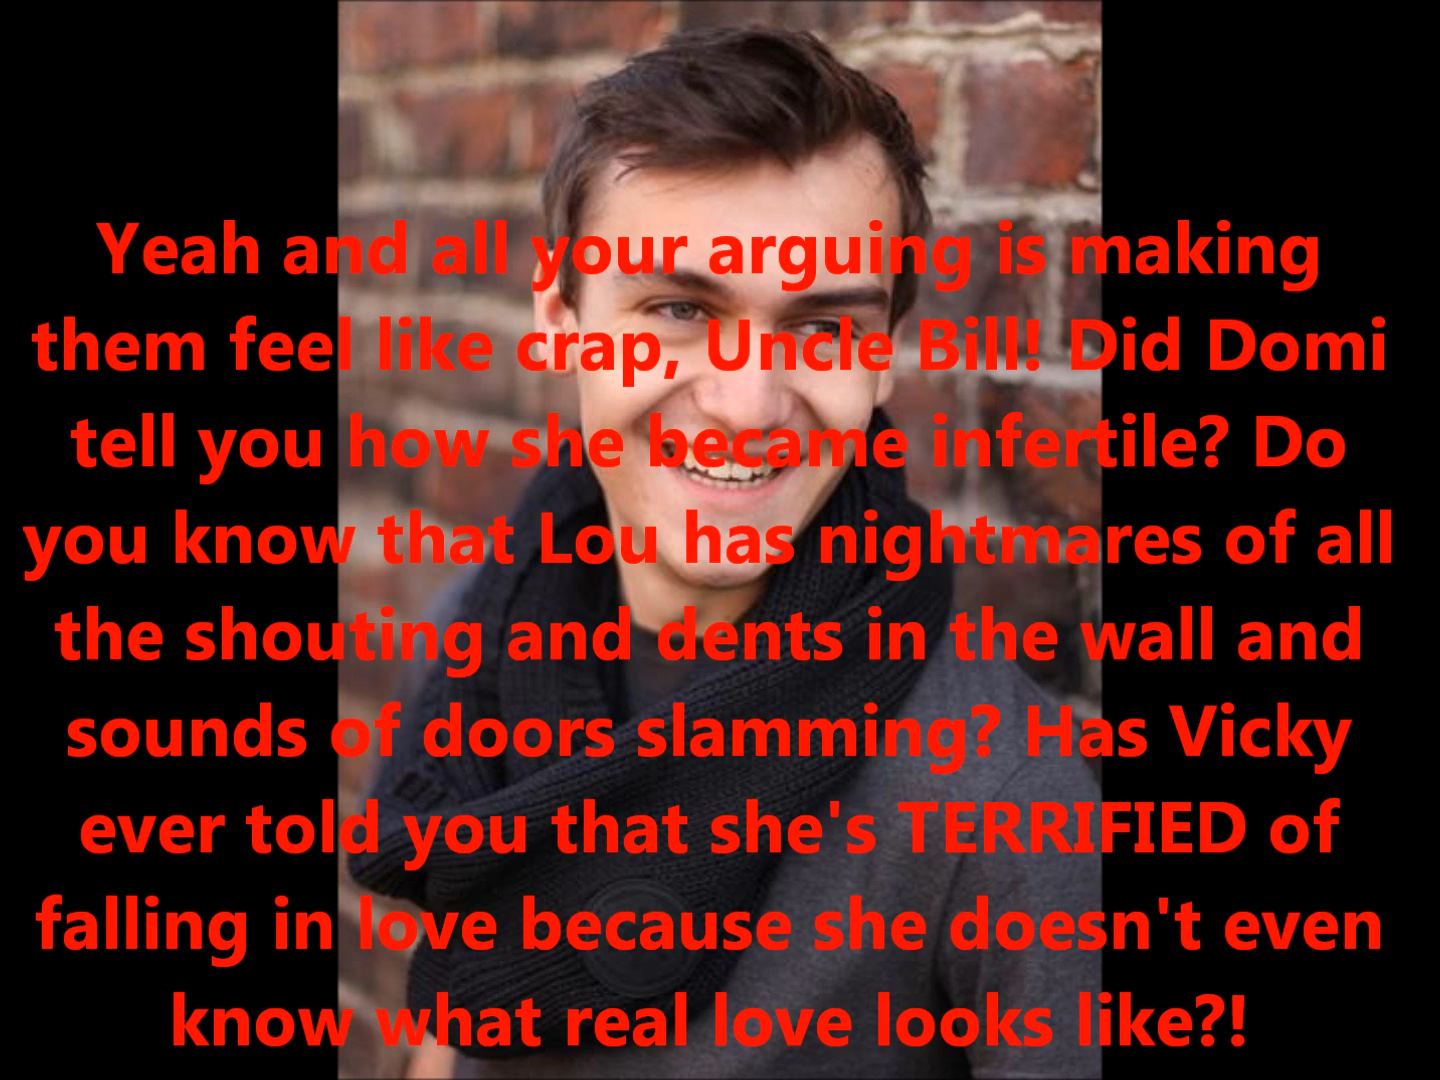 Yeah and all your arguing is making
them feel like crap, Uncle Bill! Did Domi
tell you how she became infertile? Do
you know that Lou has nightmares of all
the shouting and dents in the wall and
sounds of doors slamming? Has Vicky
ever told you that she's TERRIFIED of
falling in love because she doesn't even
know what real love looks like?!